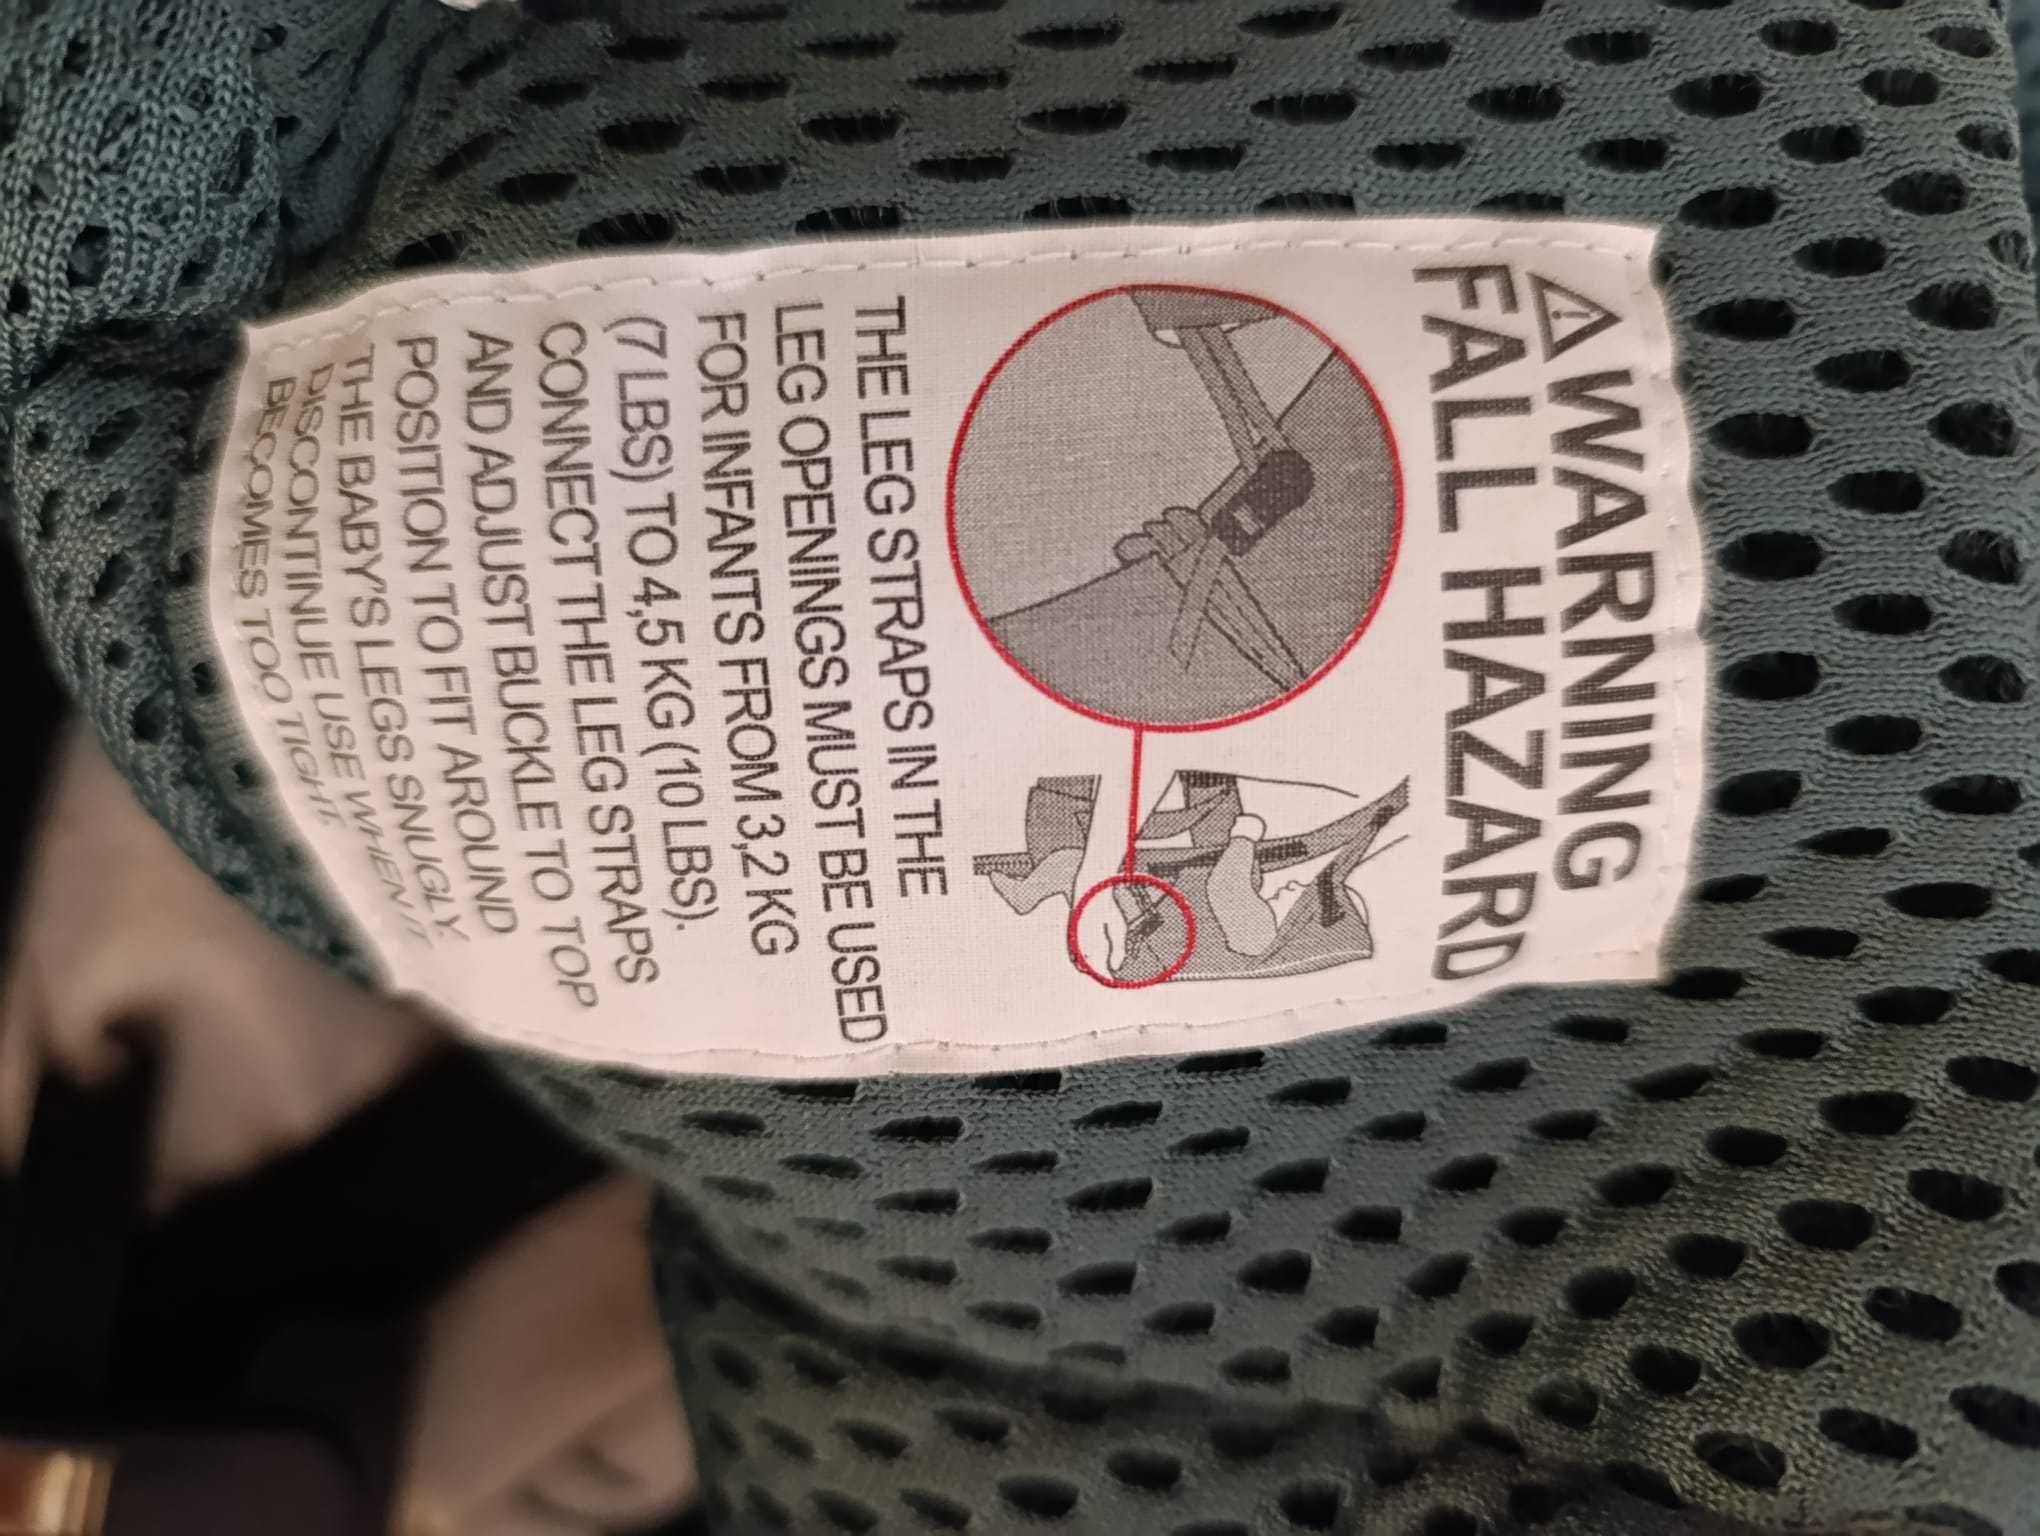 WARNING
FALL HAZARD
THE LEG STRAPS IN THE
LEG OPENINGS MUST BE USED
FOR INFANTS FROM 3,2 KG
(7 LBS) TO 4,5 KG (10 LBS).
CONNECT THE LEG STRAPS
AND ADJUST BUCKLE TO TOP
POSITION TO FIT AROUND
THE BABY'S LEGS SNUGLY.
DISCONTINUE USE WHEN IT
BECOMES TOO TIGHT.